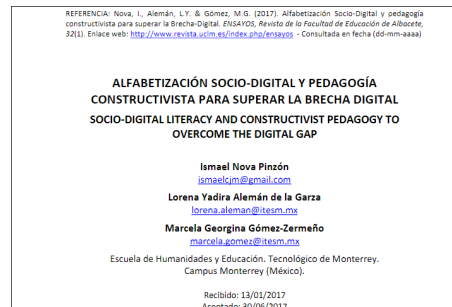 REFERENCIA: Nova, I., Alemán, L.Y. & Gómez, M.G. (2017). Alfabetización Socio-Digital y pedagogía
constructivista para superar la Brecha-Digital. ENSAYOS, Revista de la Facultad de Educación de Albacete,
32(1). Enlace web: http://www.revista.uclm.es/index.php/ensayos - Consultada en fecha (dd-mm-aaaa)
ALFABETIZACIÓN SOCIO-DIGITAL Y PEDAGOGÍA
CONSTRUCTIVISTA PARA SUPERAR LA BRECHA DIGITAL
SOCIO-DIGITAL LITERACY AND CONSTRUCTIVIST PEDAGOGY TO
OVERCOME THE DIGITAL GAP
Ismael Nova Pinzón
ismaelcjm@gmail.com
Lorena Yadira Alemán de la Garza
lorena.aleman@itesm.mx
Marcela Georgina Gómez-Zermeño
marcela.gomez@itesm.mx
Escuela de Humanidades y Educación. Tecnológico de Monterrey.
Campus Monterrey (México).
Recibido: 13/01/2017
Aceptado: 30/06/2017